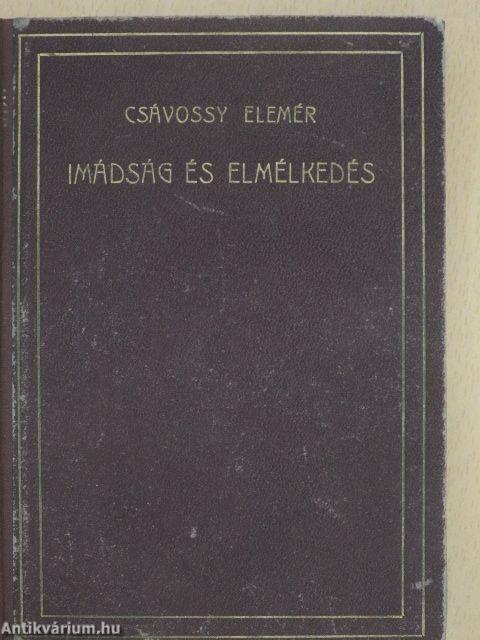 CSÁVOSSY ELEMÉR
IMÁDSÁG ÉS ELMÉLKEDÉS
Antikvárium.hu